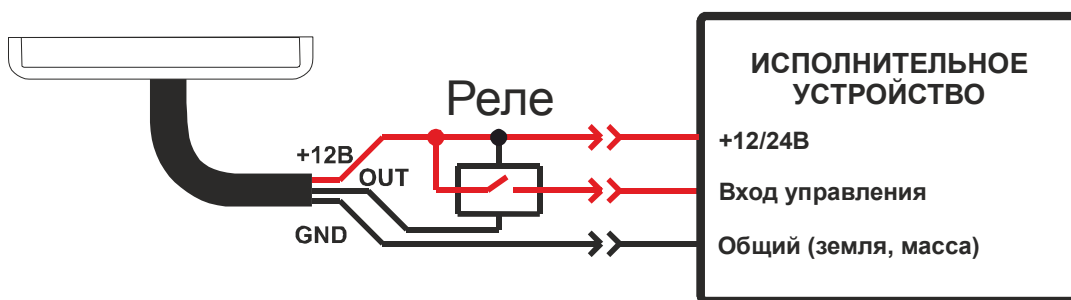 ИСПОЛНИТЕЛЬНОЕ
УСТРОЙСТВО
Реле
+12/24В
+12В
OUT
Вход управления
GND
Общий (земля, масса)